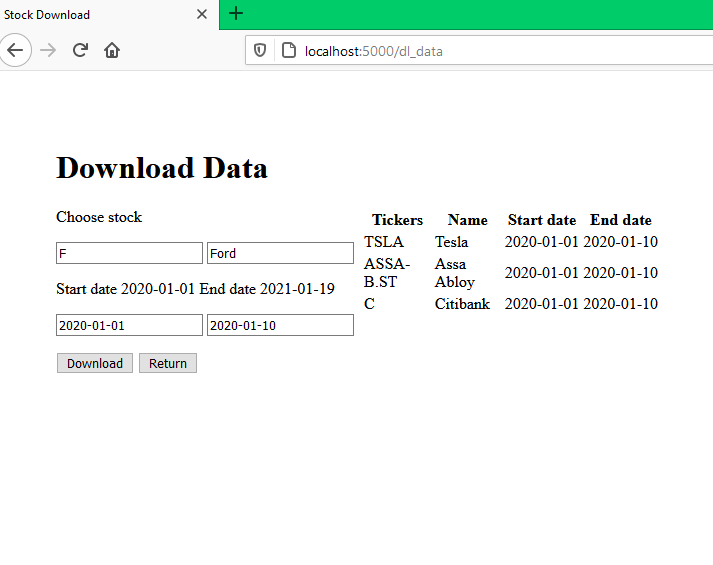 Stock Download
localhost:5000/dl_data
Download Data
Choose stock
F Ford
Start date 2020-01-01 End date 2021-01-19
2020-01-01 2020-01-10
Download Return
Tickers Name Start date End date
TSLA Tesla 2020-01-01 2020-01-10
ASSA- Assa
B.ST Abloy 2020-01-01 2020-01-10
C Citibank 2020-01-01 2020-01-10